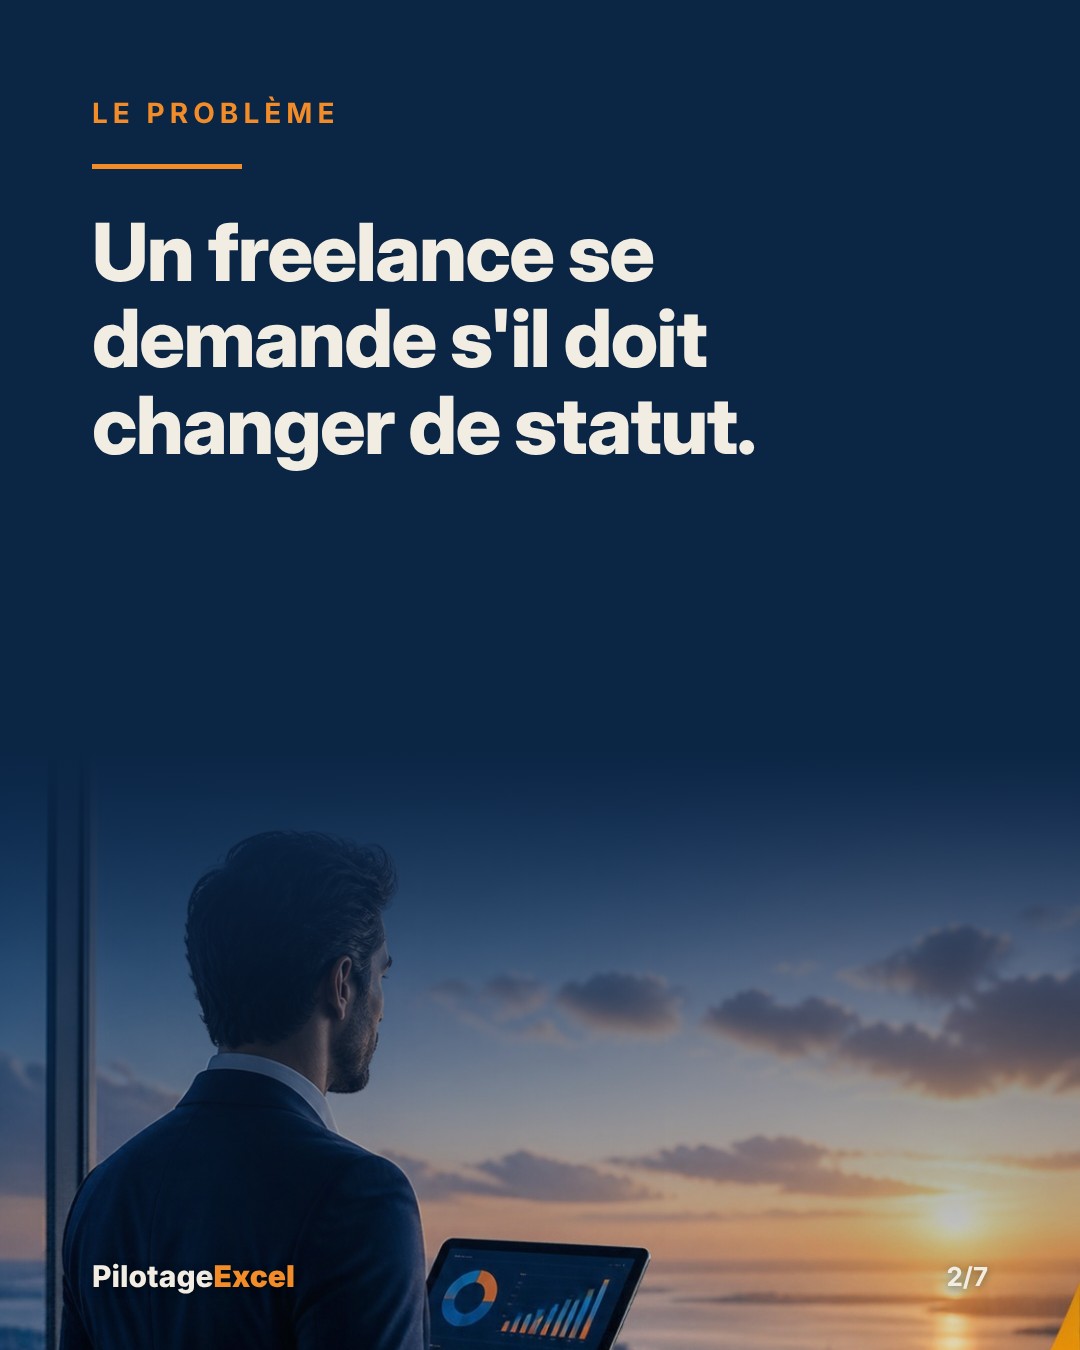 LE PROBLÈME
Un freelance se
demande s'il doit
changer de statut.
PilotageExcel
2/7